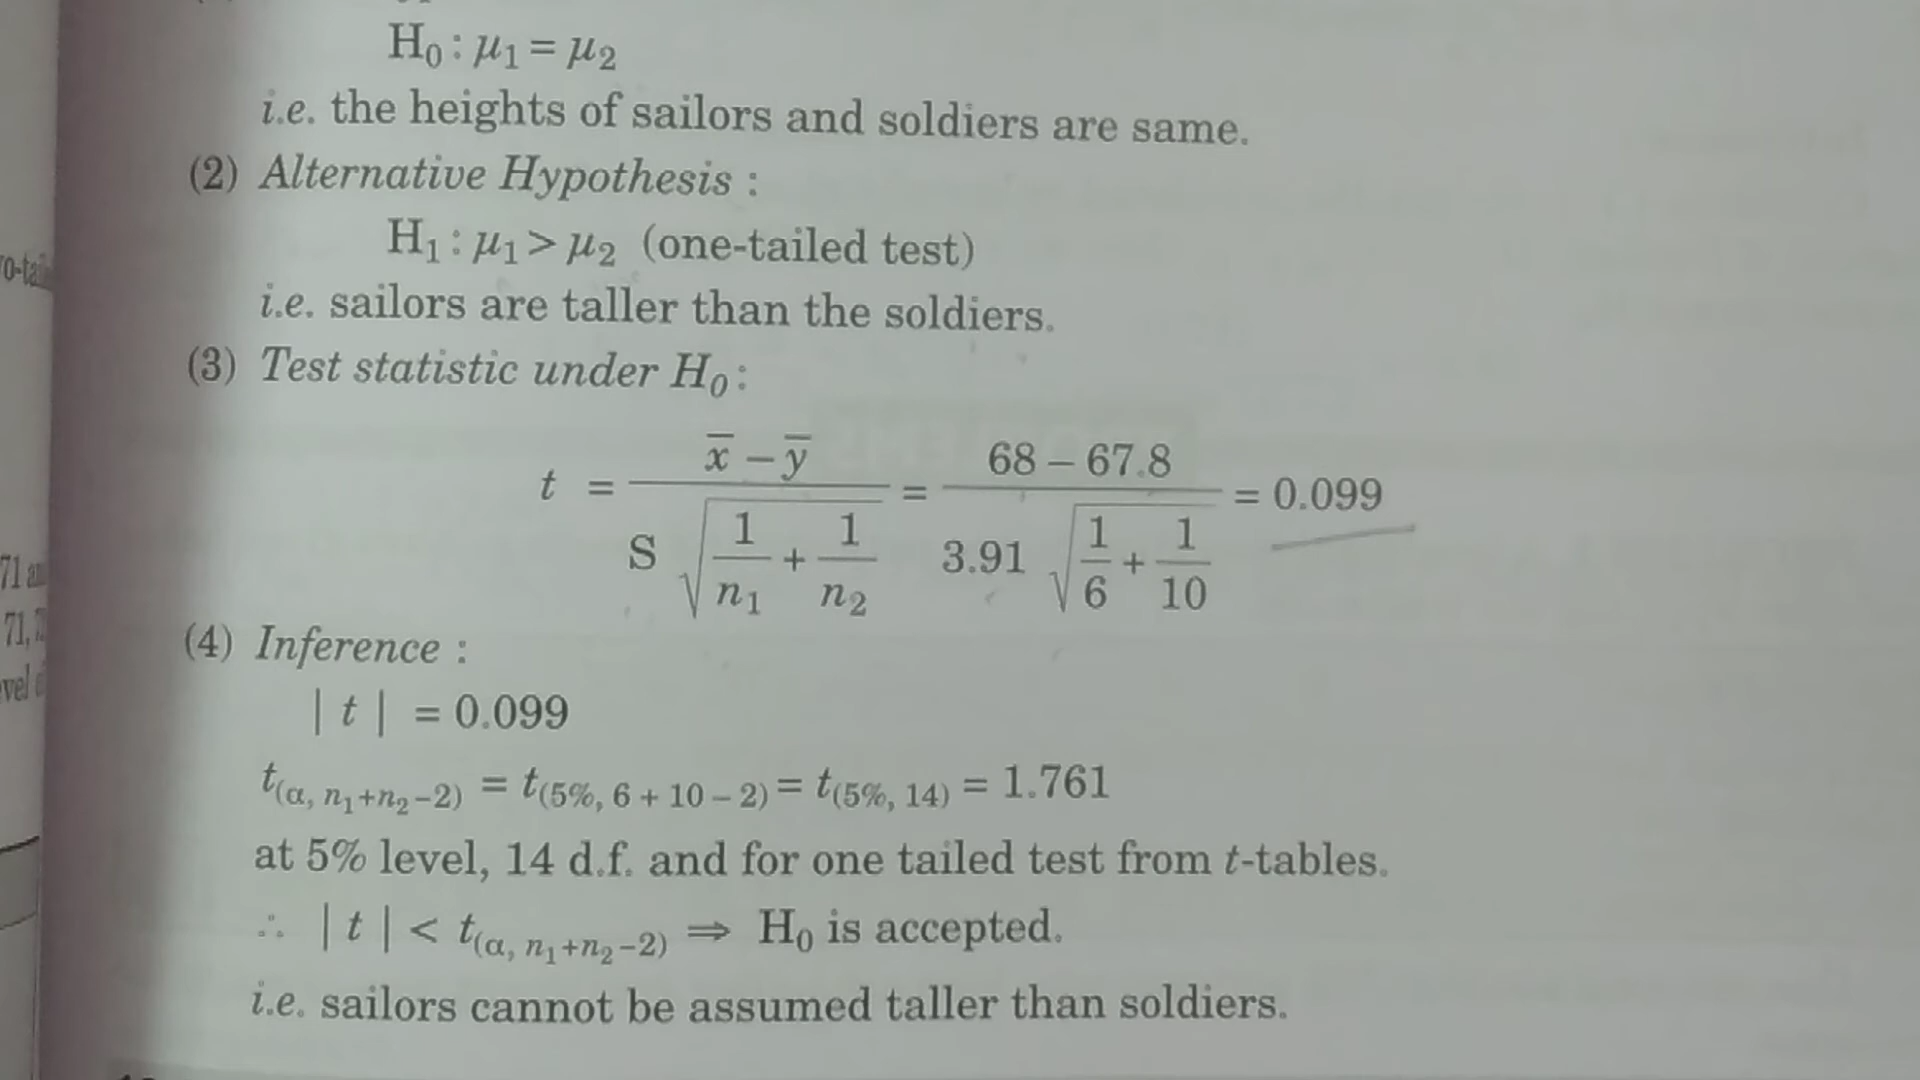 H₀ : μ₁ = μ₂
i.e. the heights of sailors and soldiers are same.
(2) Alternative Hypothesis :
H₁ : μ₁ > μ₂ (one-tailed test)
i.e. sailors are taller than the soldiers.
(3) Test statistic under H₀ :
t = (x̄ – ȳ) / (S √(1/n₁ + 1/n₂)) = (68 – 67.8) / (3.91 √(1/6 + 1/10)) = 0.099
(4) Inference :
| t | = 0.099
t(α, n₁+n₂–2) = t(5%, 6 + 10 – 2) = t(5%, 14) = 1.761
at 5% level, 14 d.f. and for one tailed test from t-tables.
∴ | t | < t(α, n₁+n₂–2) ⇒ H₀ is accepted.
i.e. sailors cannot be assumed taller than soldiers.